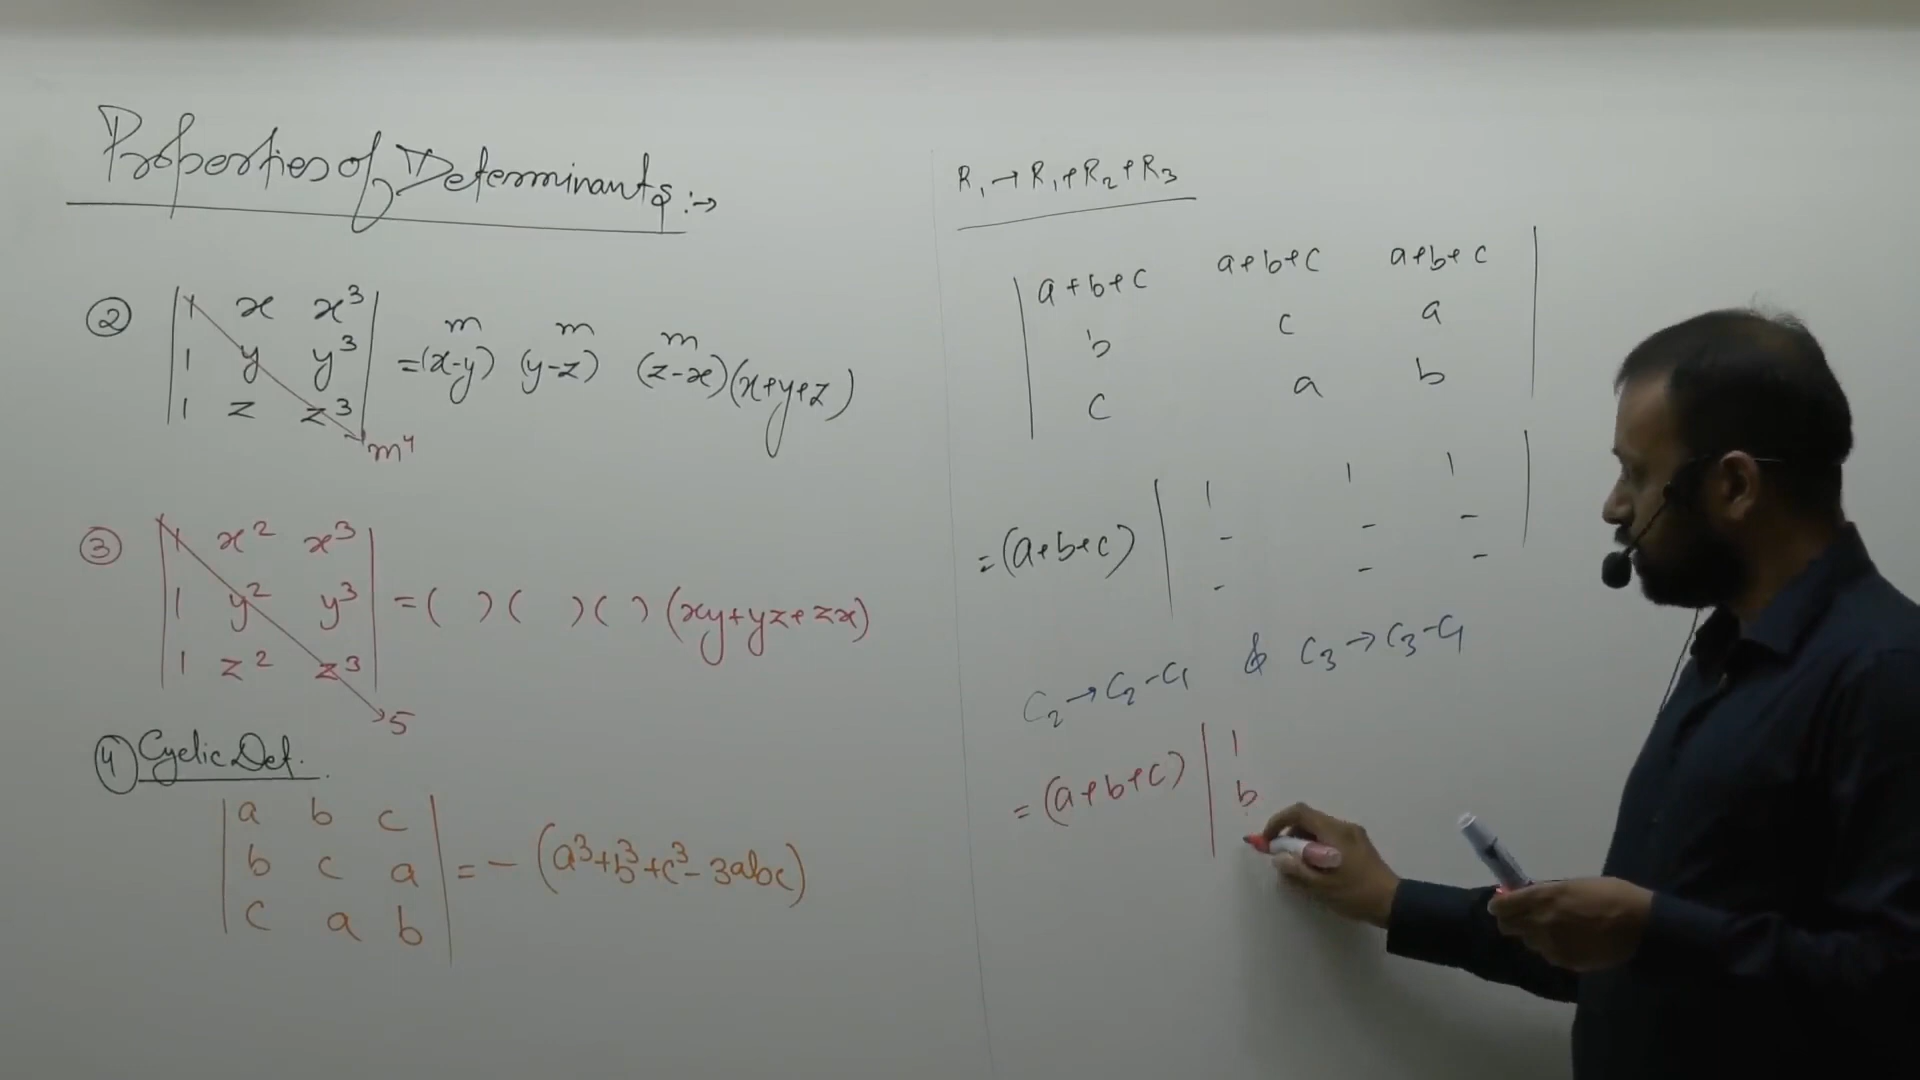 Properties of Determinants :→
② | 1 x x³ |
| 1 y y³ | = (x-y) (y-z) (z-x)(x+y+z)
m m m
| 1 z z³ |
m⁴
③ | 1 x² x³ |
| 1 y² y³ | = ( ) ( ) ( ) (xy+yz+zx)
| 1 z² z³ |
5
④ Cyclic Det.
| a b c |
| b c a | = - (a³+b³+c³-3abc)
| c a b |
R₁ → R₁+R₂+R₃
| a+b+c a+b+c a+b+c |
| b c a |
| c a b |
| 1 1 1 |
= (a+b+c) | - - - |
| - - - |
C₂ → C₂-C₁ & C₃ → C₃-C₁
= (a+b+c) | 1
| b